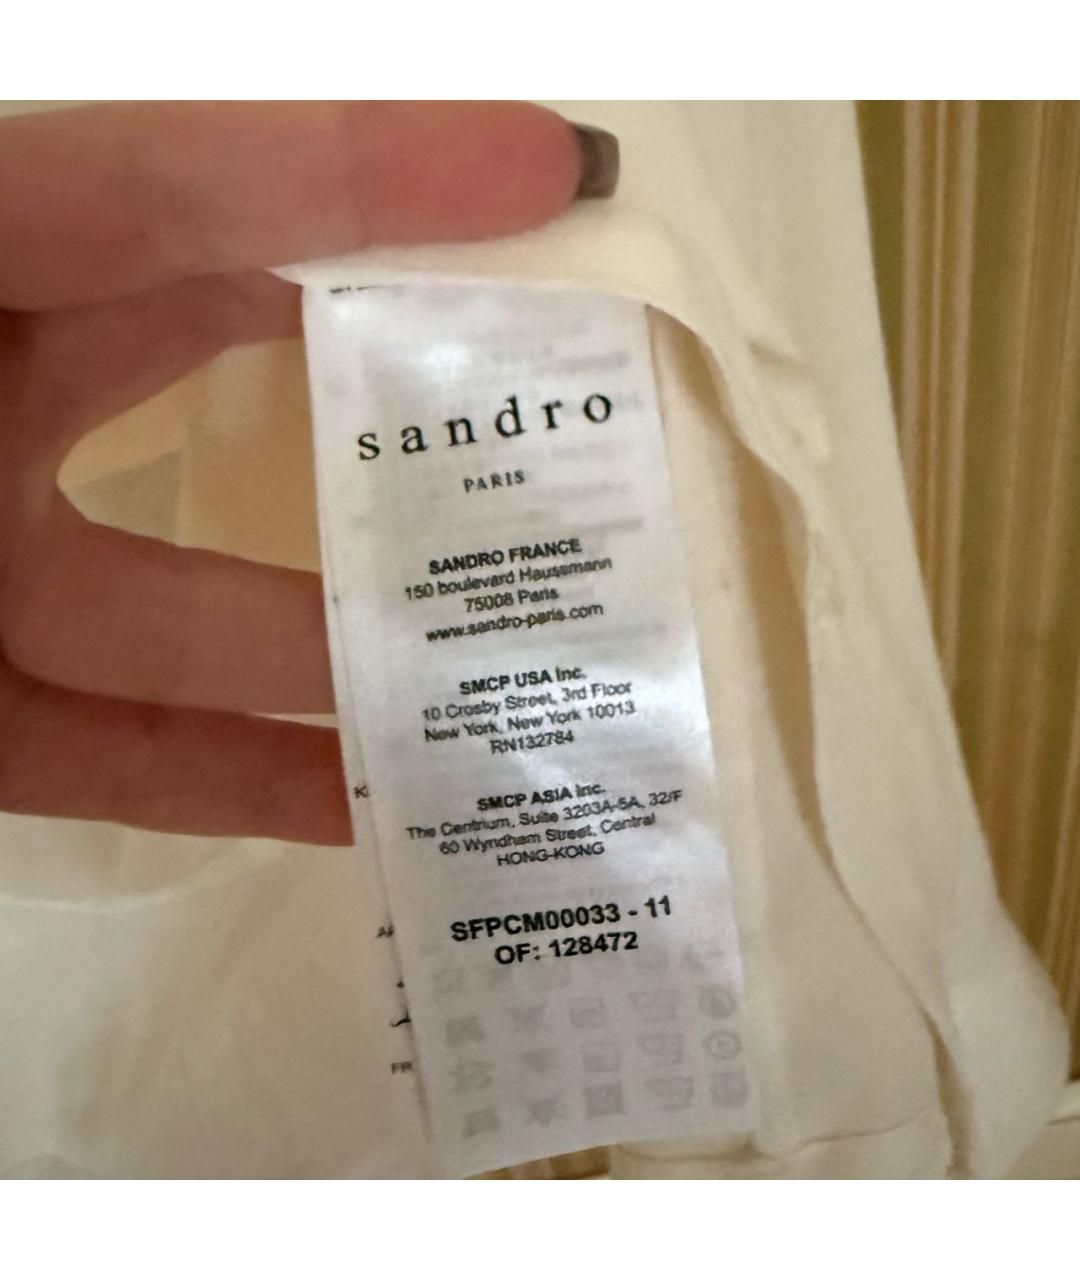 sandro
PARIS
SANDRO FRANCE
150 boulevard Haussmann
75008 Paris
www.sandro-paris.com
SMCP USA Inc.
10 Crosby Street, 3rd Floor
New York, New York 10013
RN132784
SMCP ASIA Inc.
The Centrium, Suite 3203A-5A, 32/F
60 Wyndham Street, Central
HONG-KONG
SFPCM00033 - 11
OF: 128472
FR